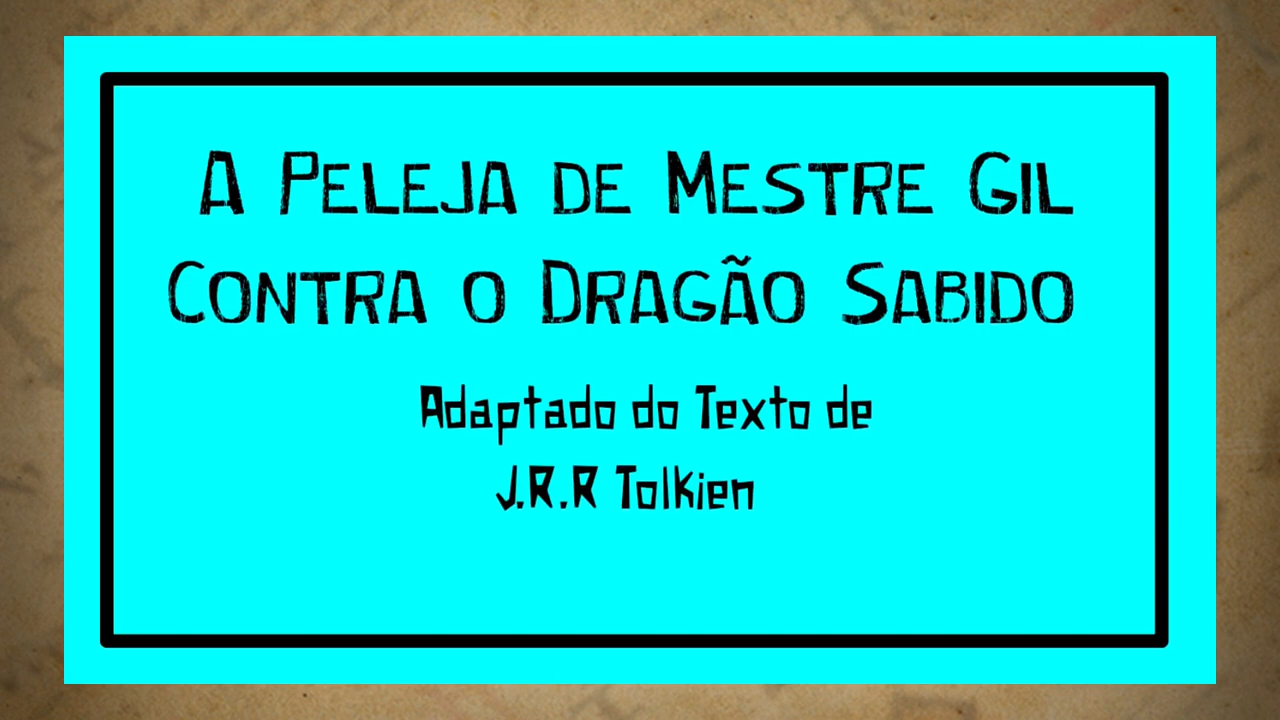 A Peleja de Mestre Gil
Contra o Dragão Sabido
Adaptado do Texto de
J.R.R Tolkien